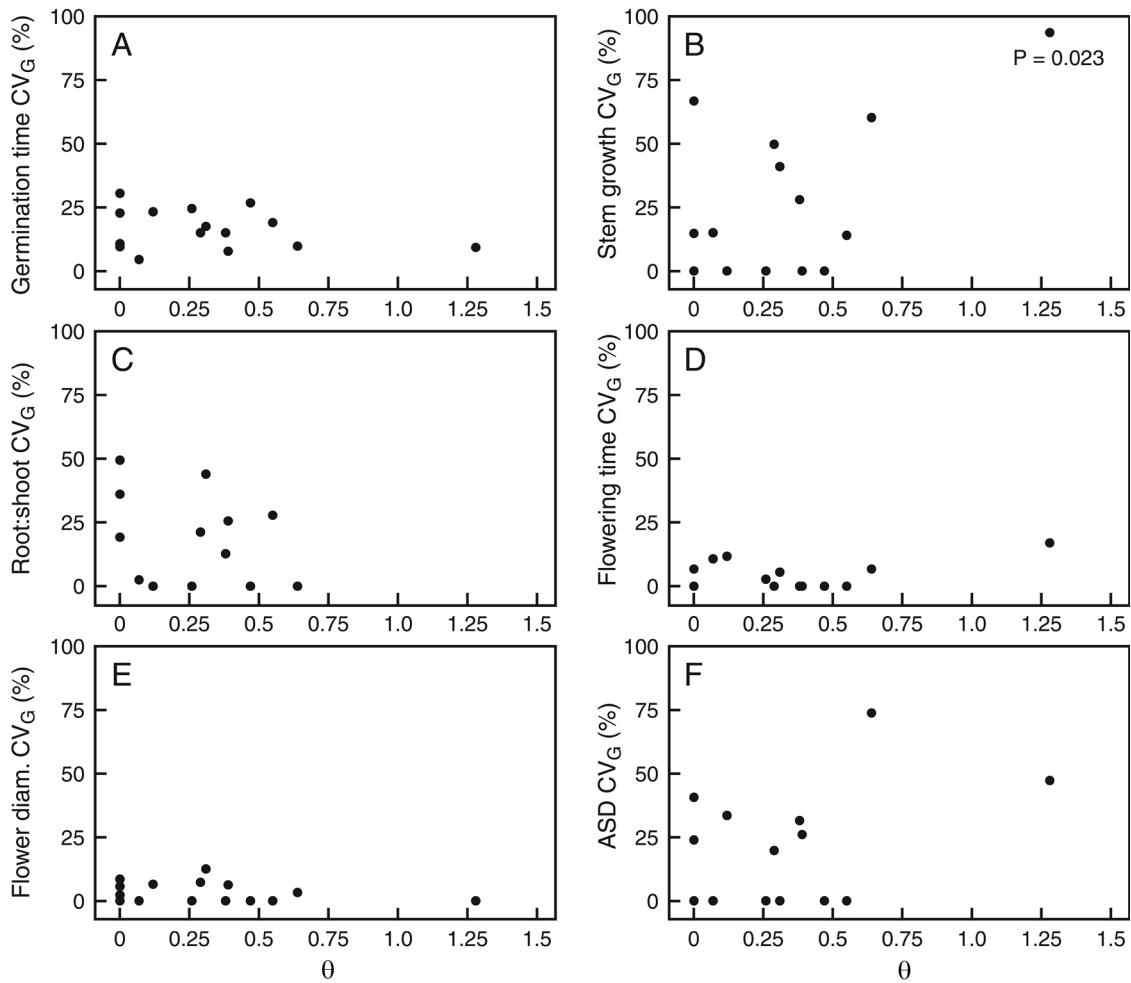 A
Germination time CV_G (%)
100
75
50
25
0
0 0.25 0.5 0.75 1.0 1.25 1.5
B
P = 0.023
Stem growth CV_G (%)
100
75
50
25
0
0 0.25 0.5 0.75 1.0 1.25 1.5
C
Root:shoot CV_G (%)
100
75
50
25
0
0 0.25 0.5 0.75 1.0 1.25 1.5
D
Flowering time CV_G (%)
100
75
50
25
0
0 0.25 0.5 0.75 1.0 1.25 1.5
E
Flower diam. CV_G (%)
100
75
50
25
0
0 0.25 0.5 0.75 1.0 1.25 1.5
θ
F
ASD CV_G (%)
100
75
50
25
0
0 0.25 0.5 0.75 1.0 1.25 1.5
θ